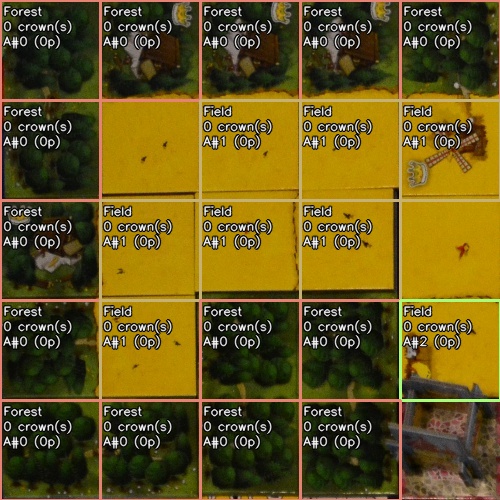 Forest
0 crown(s)
A#0 (0p)
Forest
0 crown(s)
A#0 (0p)
Forest
0 crown(s)
A#0 (0p)
Forest
0 crown(s)
A#0 (0p)
Forest
0 crown(s)
A#0 (0p)
Forest
0 crown(s)
A#0 (0p)
Field
0 crown(s)
A#1 (0p)
Field
0 crown(s)
A#1 (0p)
Field
0 crown(s)
A#1 (0p)
Forest
0 crown(s)
A#0 (0p)
Field
0 crown(s)
A#1 (0p)
Field
0 crown(s)
A#1 (0p)
Field
0 crown(s)
A#1 (0p)
Forest
0 crown(s)
A#0 (0p)
Field
0 crown(s)
A#1 (0p)
Forest
0 crown(s)
A#0 (0p)
Forest
0 crown(s)
A#0 (0p)
Field
0 crown(s)
A#2 (0p)
Forest
0 crown(s)
A#0 (0p)
Forest
0 crown(s)
A#0 (0p)
Forest
0 crown(s)
A#0 (0p)
Forest
0 crown(s)
A#0 (0p)